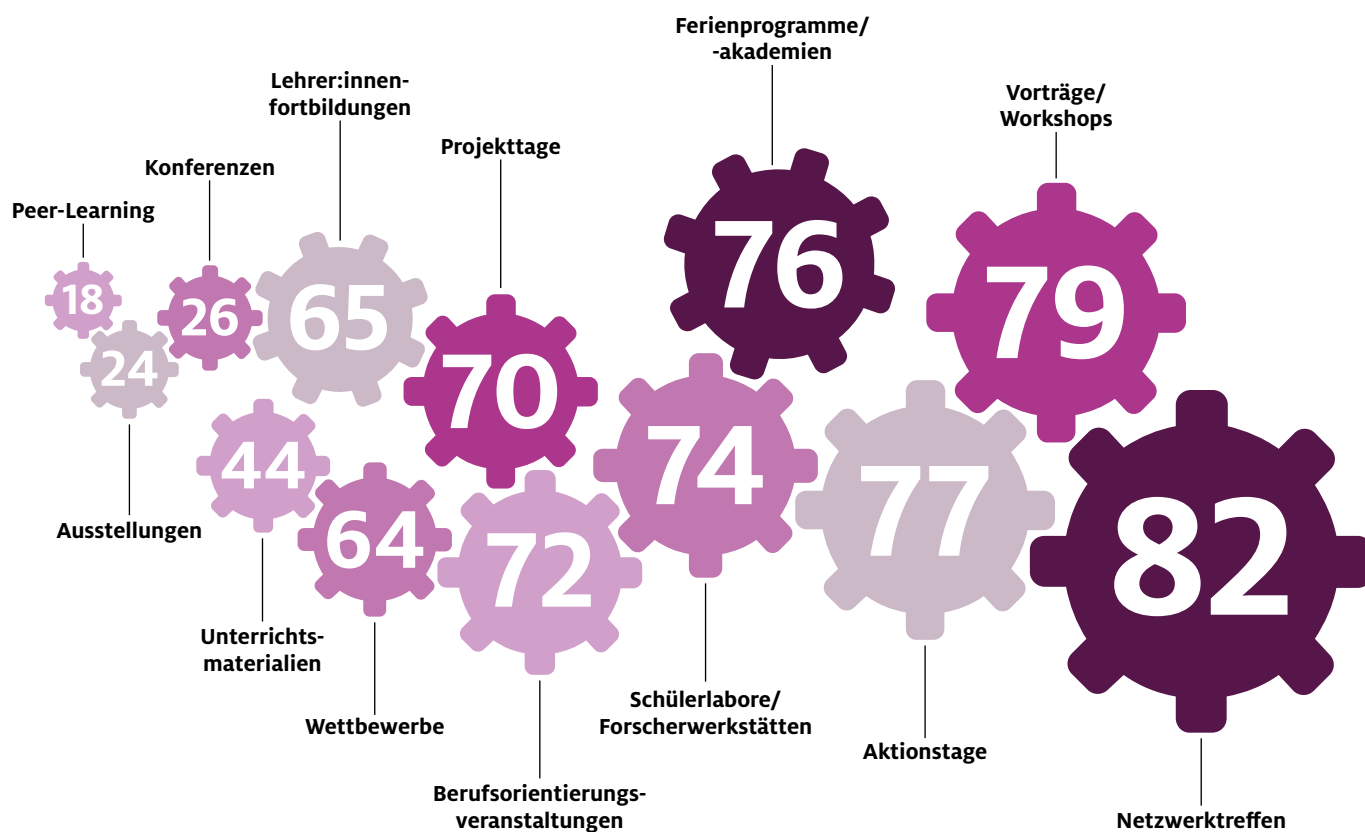 Ferienprogramme/
-akademien
Lehrer:innen-
fortbildungen
Vorträge/
Workshops
Projekttage
Konferenzen
Peer-Learning
18
24
26
65
70
76
79
44
64
72
74
77
82
Ausstellungen
Unterrichts-
materialien
Wettbewerbe
Schülerlabore/
Forscherwerkstätten
Aktionstage
Berufsorientierungs-
veranstaltungen
Netzwerktreffen